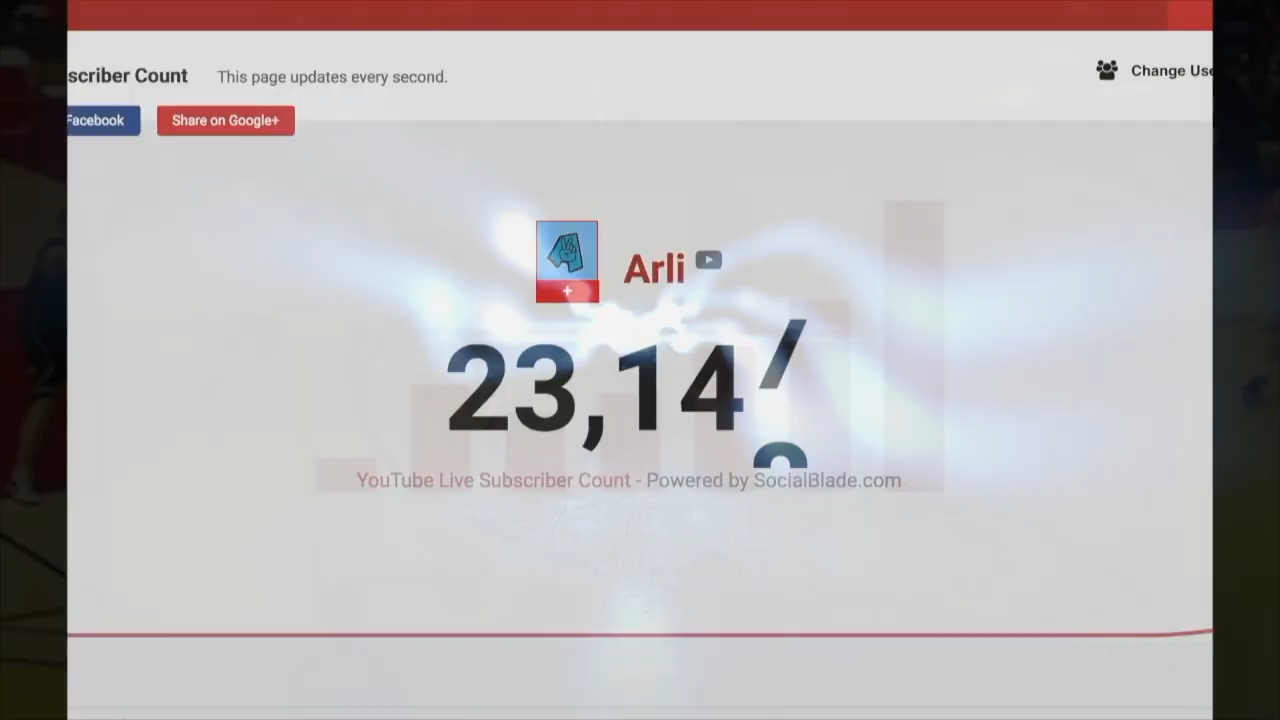 scriber Count This page updates every second.
Change Use
Facebook Share on Google+
+
Arli
23,14
YouTube Live Subscriber Count - Powered by SocialBlade.com